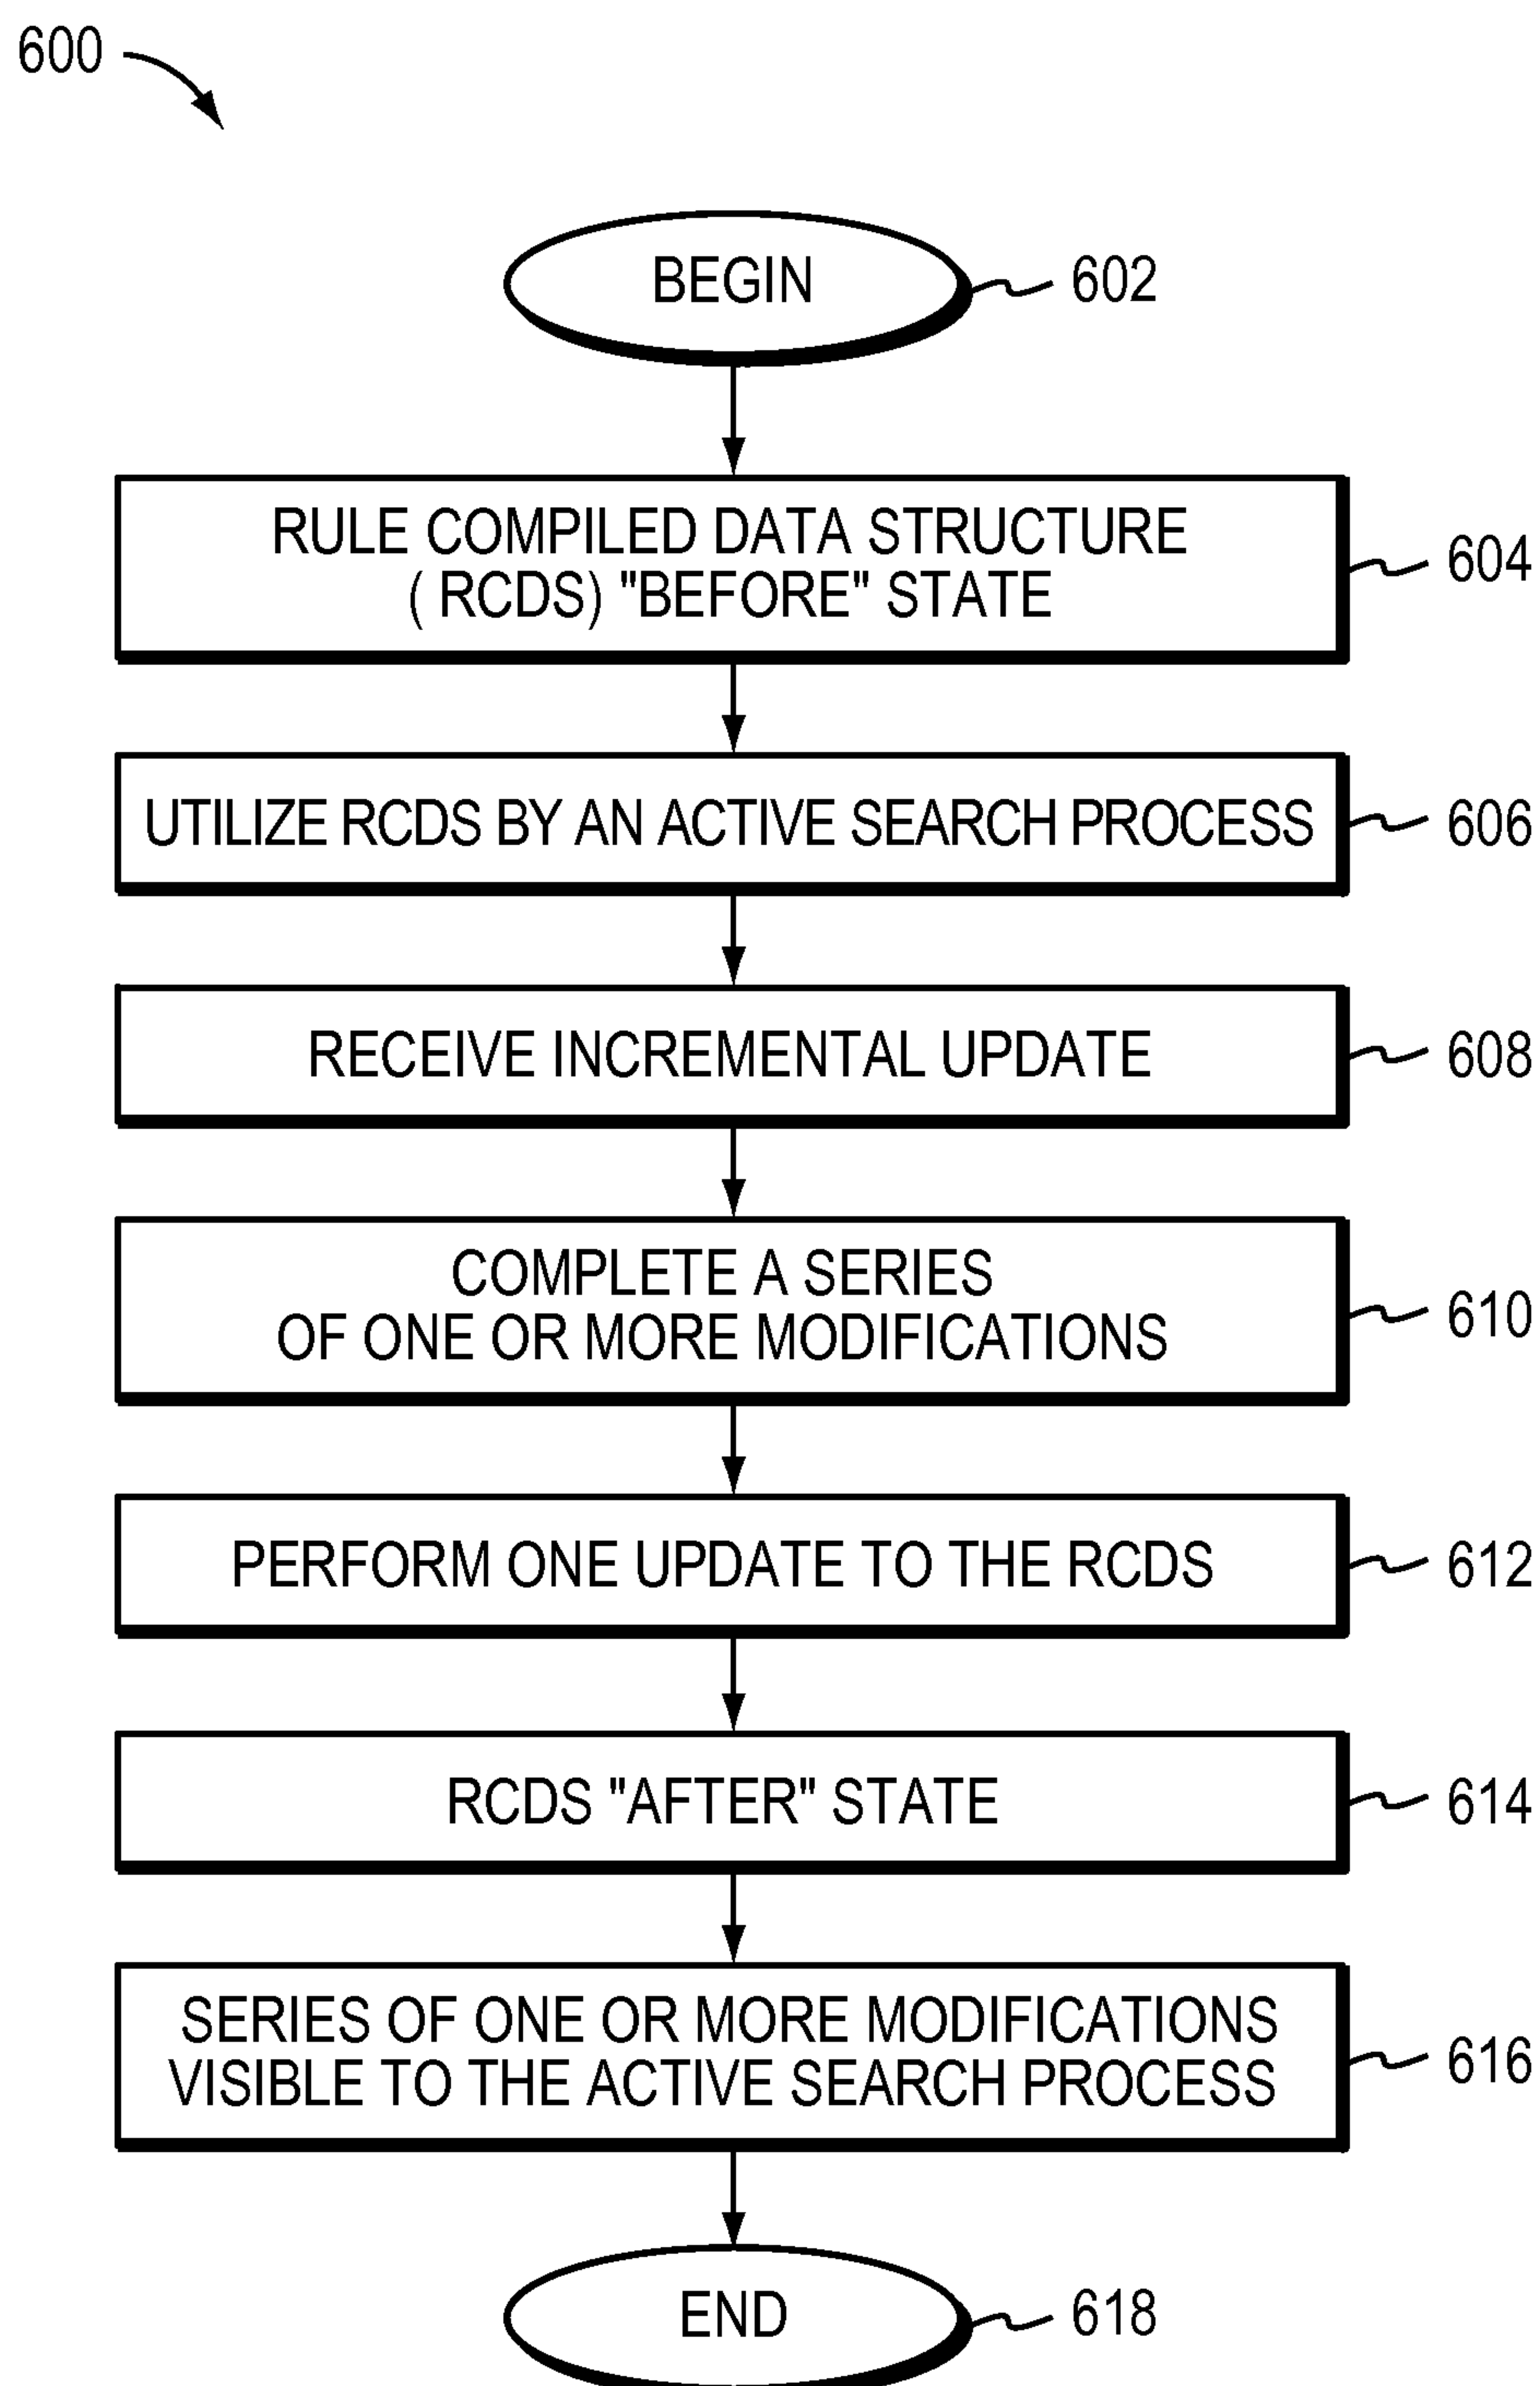 600
BEGIN
602
RULE COMPILED DATA STRUCTURE
( RCDS) "BEFORE" STATE
604
UTILIZE RCDS BY AN ACTIVE SEARCH PROCESS
606
RECEIVE INCREMENTAL UPDATE
608
COMPLETE A SERIES
OF ONE OR MORE MODIFICATIONS
610
PERFORM ONE UPDATE TO THE RCDS
612
RCDS "AFTER" STATE
614
SERIES OF ONE OR MORE MODIFICATIONS
VISIBLE TO THE ACTIVE SEARCH PROCESS
616
END
618